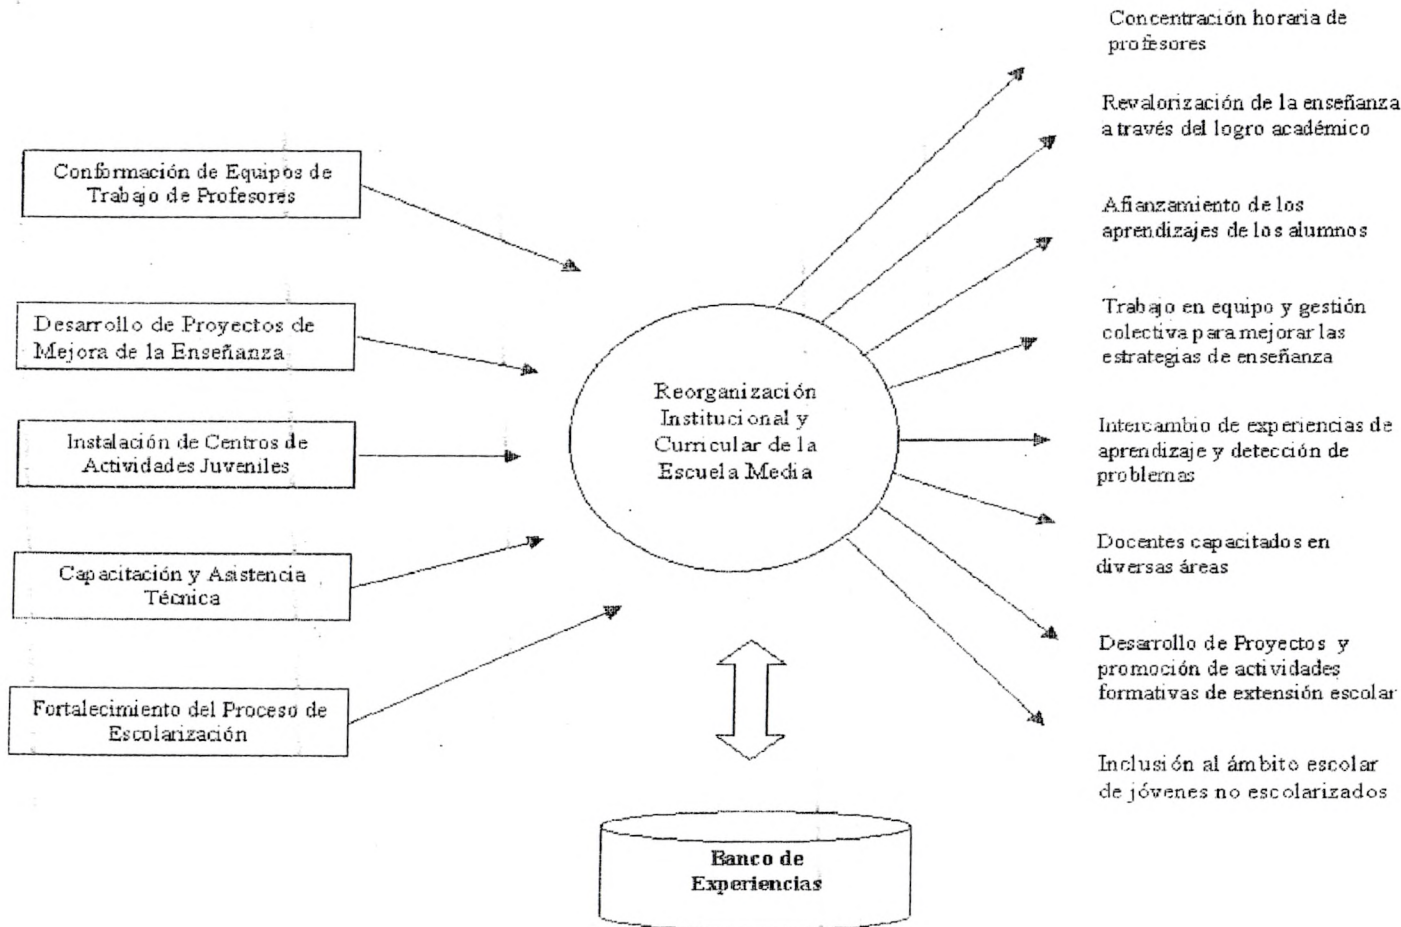 Conformación de Equipos de
Trabajo de Profesores
Desarrollo de Proyectos de
Mejora de la Enseñanza
Instalación de Centros de
Actividades Juveniles
Capacitación y Asistencia
Técnica
Fortalecimiento del Proceso de
Escolarización
Reorganización
Institucional y
Curricular de la
Escuela Media
Banco de
Experiencias
Concentración horaria de
profesores
Revalorización de la enseñanza
a través del logro académico
Afianzamiento de los
aprendizajes de los alumnos
Trabajo en equipo y gestión
colectiva para mejorar las
estrategias de enseñanza
Intercambio de experiencias de
aprendizaje y detección de
problemas
Docentes capacitados en
diversas áreas
Desarrollo de Proyectos y
promoción de actividades
formativas de extensión escolar
Inclusión al ámbito escolar
de jóvenes no escolarizados